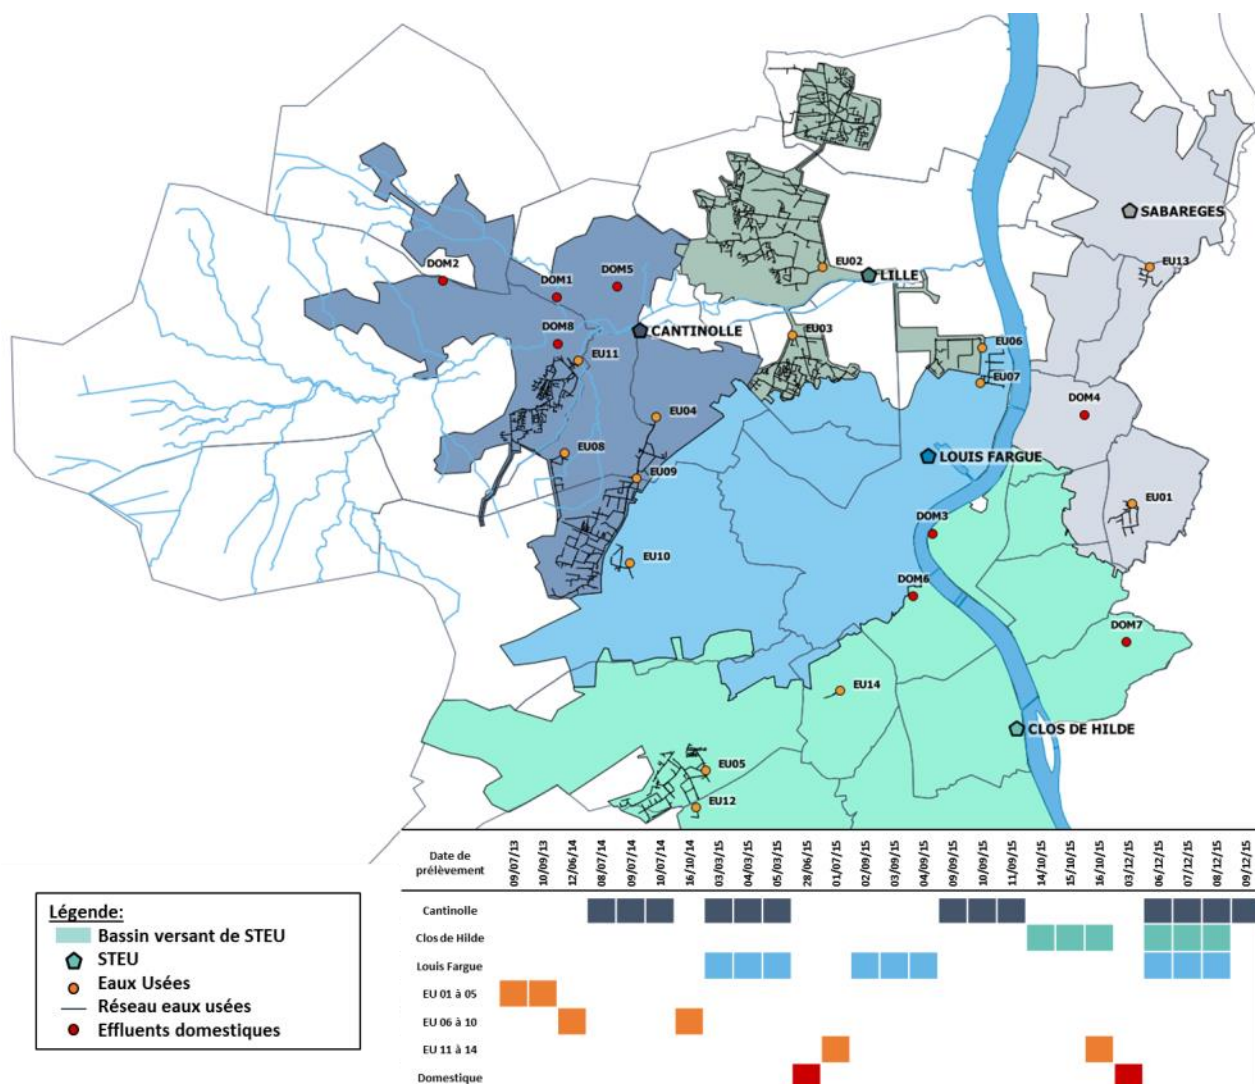 SABAREGES
DOM2
DOM1
DOM5
EU02
LILLE
EU13
CANTINOLLE
EU03
DOM8
EU11
EU06
EU07
EU04
DOM4
EU08
EU09
LOUIS FARGUE
EU01
DOM3
EU10
DOM6
DOM7
EU14
CLOS DE HILDE
EU05
EU12
Date de
prélèvement
09/07/13
10/09/13
12/06/14
08/07/14
09/07/14
10/07/14
16/10/14
03/03/15
04/03/15
05/03/15
28/06/15
01/07/15
02/09/15
03/09/15
04/09/15
09/09/15
10/09/15
11/09/15
14/10/15
15/10/15
16/10/15
03/12/15
06/12/15
07/12/15
08/12/15
09/12/15
Cantinolle
Clos de Hilde
Louis Fargue
EU 01 à 05
EU 06 à 10
EU 11 à 14
Domestique
Légende:
Bassin versant de STEU
STEU
Eaux Usées
Réseau eaux usées
Effluents domestiques